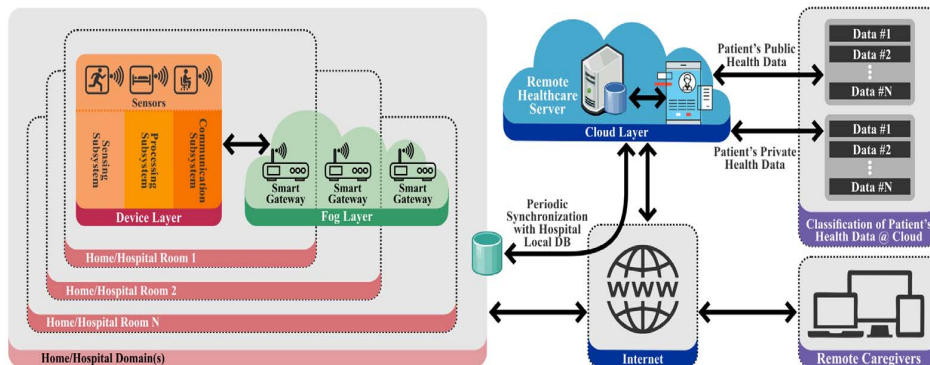 Sensors
Sensing
Subsystem
Processing
Subsystem
Communication
Subsystem
Device Layer
Smart
Gateway
Smart
Gateway
Smart
Gateway
Fog Layer
Home/Hospital Room 1
Home/Hospital Room 2
Home/Hospital Room N
Home/Hospital Domain(s)
Remote
Healthcare
Server
Cloud Layer
Periodic
Synchronization
with Hospital
Local DB
WWW
Internet
Patient's Public
Health Data
Patient's Private
Health Data
Data #1
Data #2
Data #N
Data #1
Data #2
Data #N
Classification of Patient's
Health Data @ Cloud
Remote Caregivers